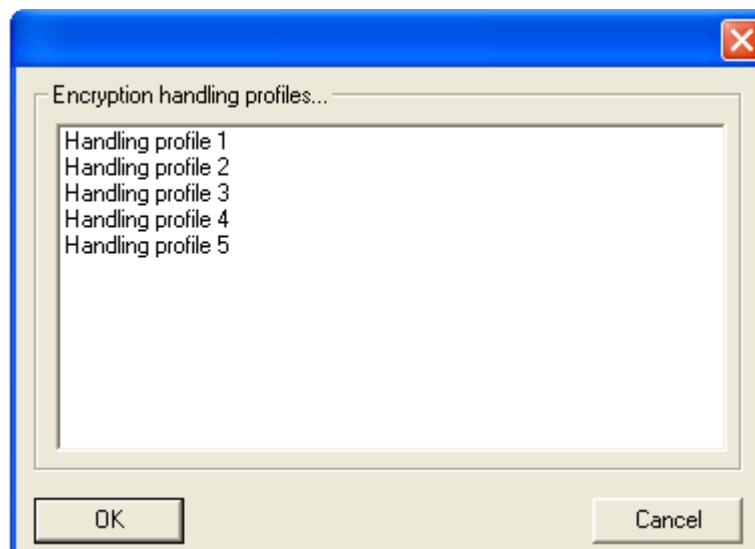 Encryption handling profiles...
Handling profile 1
Handling profile 2
Handling profile 3
Handling profile 4
Handling profile 5
OK
Cancel